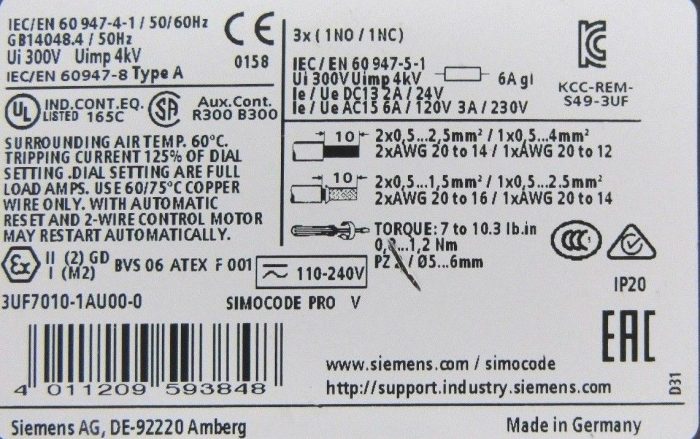 IEC/EN 60 947-4-1 / 50/60Hz
GB14048.4 / 50Hz
Ui 300V Uimp 4kV
IEC/EN 60947-8 Type A
CE
0158
3x ( 1NO / 1NC)
IEC / EN 60 947-5-1
Ui 300V Uimp 4kV 6A gl
Ie / Ue DC13 2A / 24V
Ie / Ue AC15 6A / 120V 3A / 230V
KC
KCC-REM-
S49-3UF
UL IND.CONT.EQ.
LISTED 165C
SA Aux.Cont.
R300 B300
SURROUNDING AIR TEMP. 60°C.
TRIPPING CURRENT 125% OF DIAL
SETTING .DIAL SETTING ARE FULL
LOAD AMPS. USE 60/75°C COPPER
WIRE ONLY. WITH AUTOMATIC
RESET AND 2-WIRE CONTROL MOTOR
MAY RESTART AUTOMATICALLY.
10 2x0,5...2,5mm² / 1x0,5...4mm²
2xAWG 20 to 14 / 1xAWG 20 to 12
10 2x0,5...1,5mm² / 1x0,5...2.5mm²
2xAWG 20 to 16 / 1xAWG 20 to 14
TORQUE: 7 to 10.3 lb.in
1,2 Nm
PZ / Ø5...6mm
CCC
IP20
Ex II (2) GD
I (M2)
BVS 06 ATEX F 001
110-240V
3UF7010-1AU00-0
SIMOCODE PRO V
4 011209 593848
www.siemens.com / simocode
http://support.industry.siemens.com
EAC
D31
Siemens AG, DE-92220 Amberg
Made in Germany